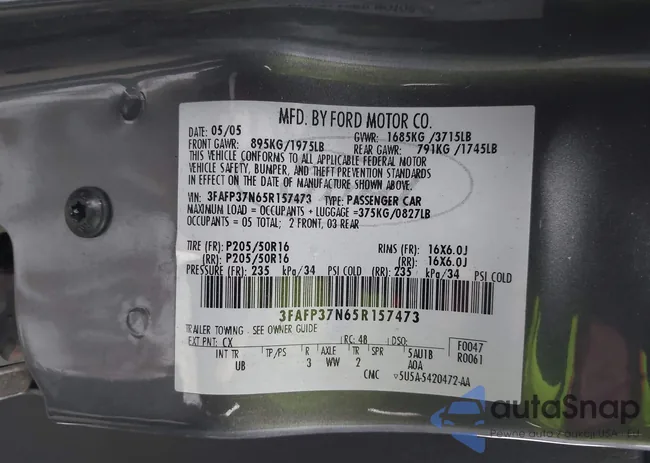 MFD. BY FORD MOTOR CO.
DATE: 05/05 GVWR: 1685KG /3715LB
FRONT GAWR: 895KG/1975LB REAR GAWR: 791KG /1745LB
THIS VEHICLE CONFORMS TO ALL APPLICABLE FEDERAL MOTOR
VEHICLE SAFETY, BUMPER, AND THEFT PREVENTION STANDARDS
IN EFFECT ON THE DATE OF MANUFACTURE SHOWN ABOVE.
VIN: 3FAFP37N65R157473 TYPE: PASSENGER CAR
MAXIMUM LOAD = OCCUPANTS + LUGGAGE =375KG/0827LB
OCCUPANTS = 05 TOTAL: 2 FRONT, 03 REAR
TIRE (FR): P205/50R16 RIMS (FR): 16X6.0J
(RR): P205/50R16 (RR): 16X6.0J
PRESSURE (FR): 235 kPa/34 PSI COLD (RR): 235 kPa/34 PSI COLD
3FAFP37N65R157473
TRAILER TOWING - SEE OWNER GUIDE
EXT PNT: CX RC: 48 DSO: F0047
INT TR TP/PS R AXLE TR SPR 5AU1B R0061
UB 3 WW 2 A0A
CMC 5U5A-5420472-AA
autoSnap